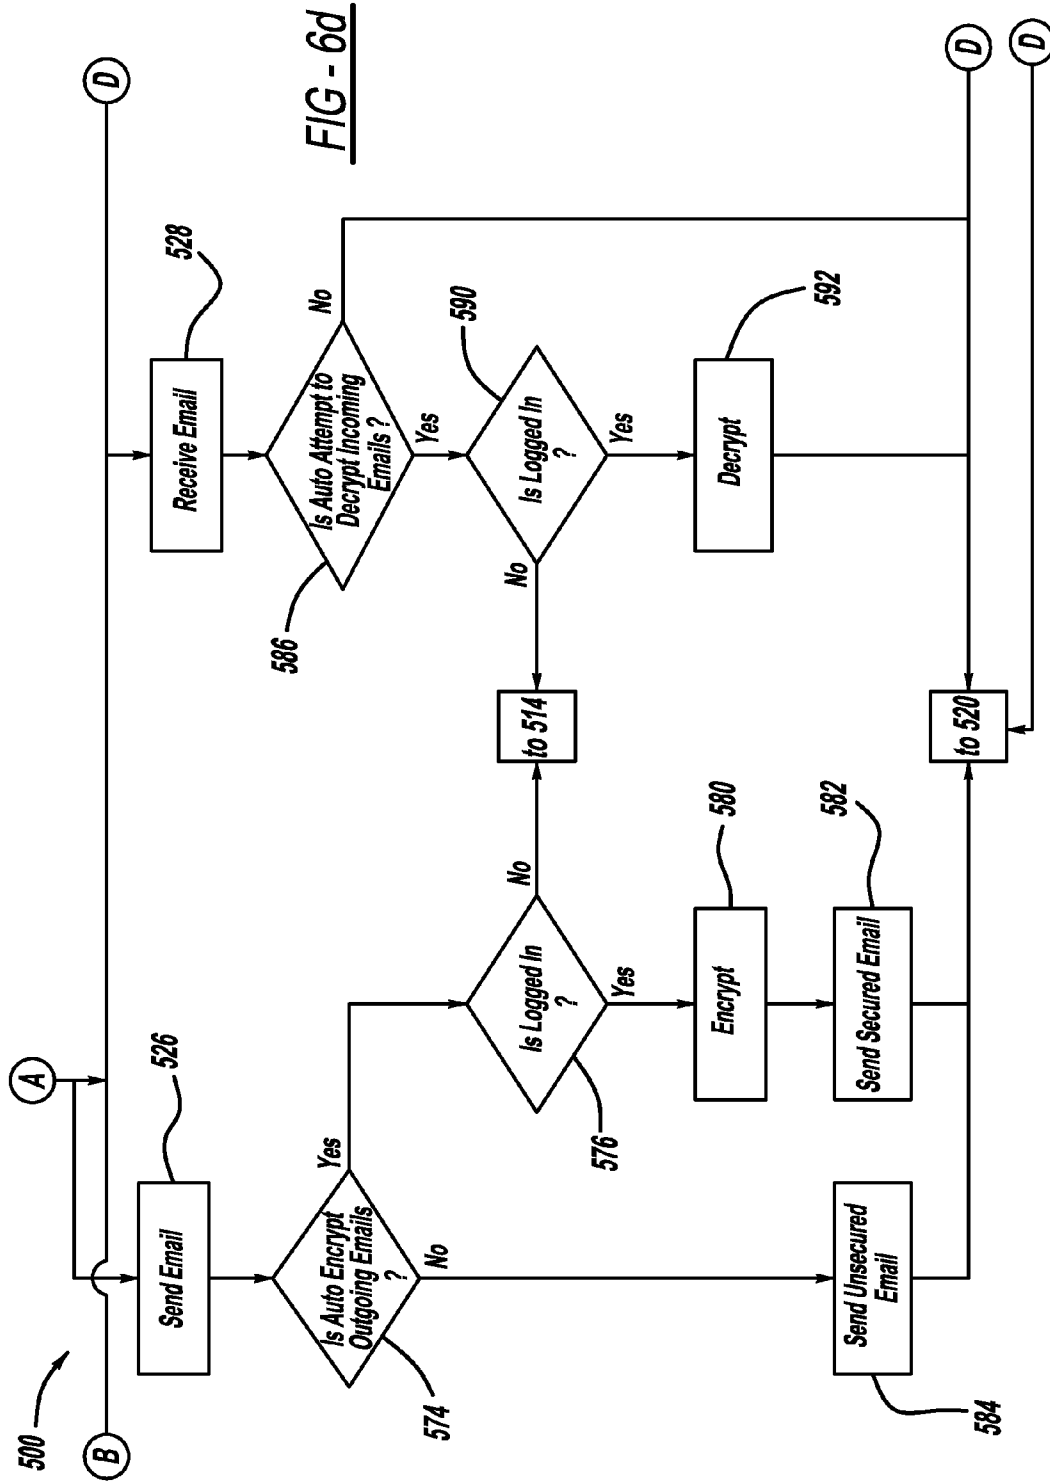 500
B
A
D
Send Email
526
Is Auto Encrypt
Outgoing Emails
?
574
Yes
No
Is Logged In
?
576
No
Yes
Encrypt
580
Send Secured Email
582
Send Unsecured
Email
584
Receive Email
528
Is Auto Attempt to
Decrypt Incoming
Emails ?
586
No
Yes
Is Logged In
?
590
No
Yes
Decrypt
592
to 514
to 520
D
D
FIG - 6d